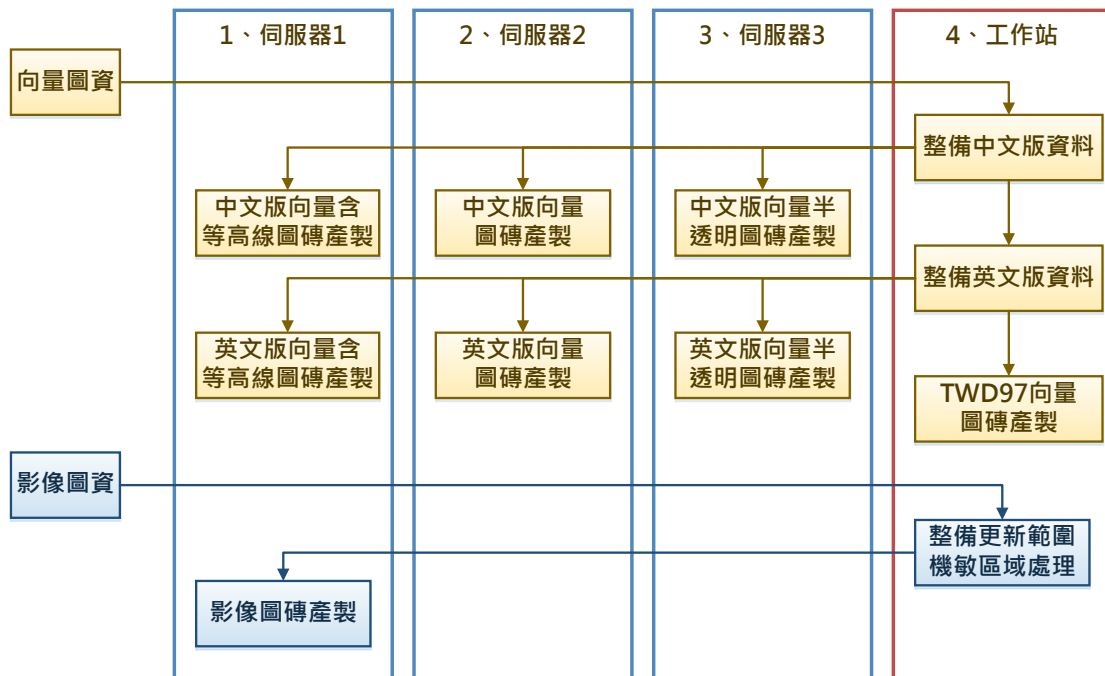 1、伺服器1
2、伺服器2
3、伺服器3
4、工作站
向量圖資
整備中文版資料
中文版向量含
等高線圖磚產製
中文版向量
圖磚產製
中文版向量半
透明圖磚產製
整備英文版資料
英文版向量含
等高線圖磚產製
英文版向量
圖磚產製
英文版向量半
透明圖磚產製
TWD97向量
圖磚產製
影像圖資
整備更新範圍
機敏區域處理
影像圖磚產製